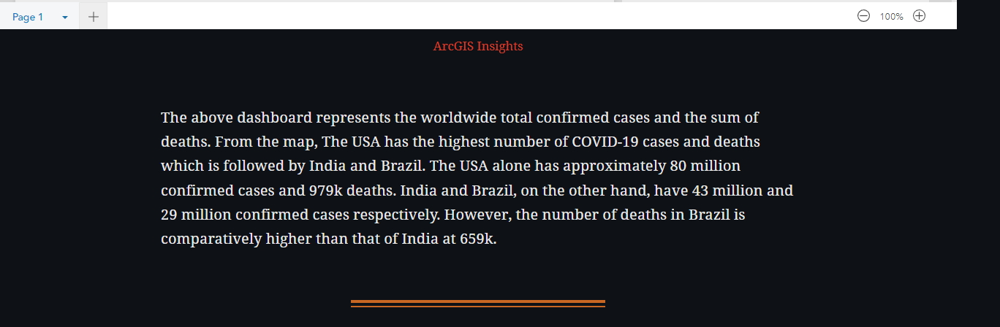 Page 1
+
100%
ArcGIS Insights
The above dashboard represents the worldwide total confirmed cases and the sum of
deaths. From the map, The USA has the highest number of COVID-19 cases and deaths
which is followed by India and Brazil. The USA alone has approximately 80 million
confirmed cases and 979k deaths. India and Brazil, on the other hand, have 43 million and
29 million confirmed cases respectively. However, the number of deaths in Brazil is
comparatively higher than that of India at 659k.